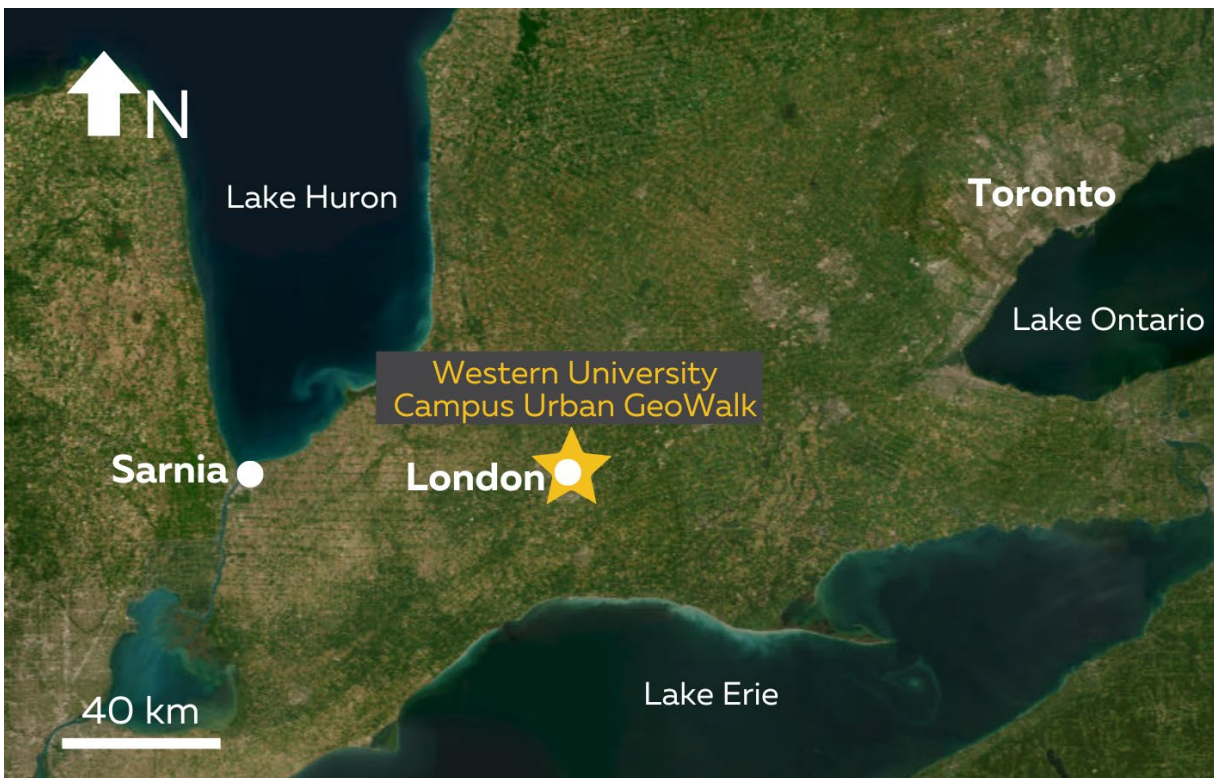 N
Lake Huron
Toronto
Lake Ontario
Western University
Campus Urban GeoWalk
Sarnia
London
Lake Erie
40 km